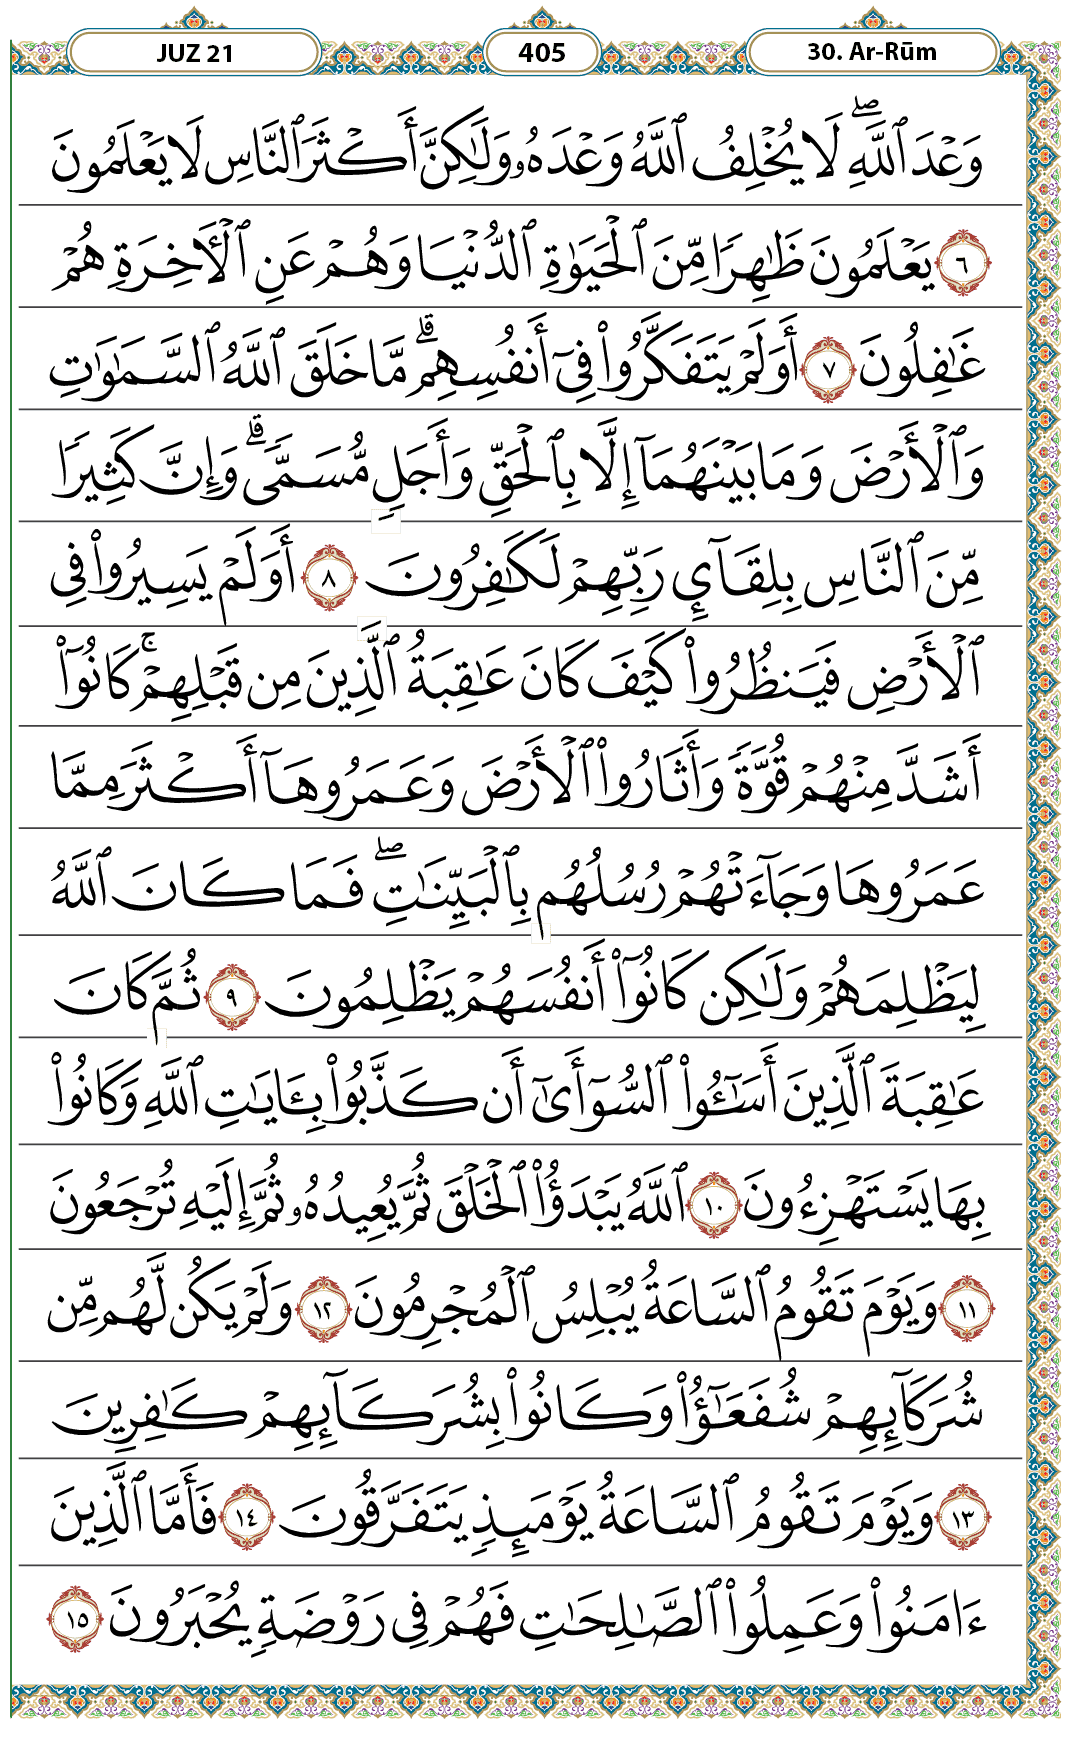 JUZ 21 405 30. Ar-Rūm
وَعْدَ ٱللَّهِ ۖ لَا يُخْلِفُ ٱللَّهُ وَعْدَهُۥ وَلَٰكِنَّ أَكْثَرَ ٱلنَّاسِ لَا يَعْلَمُونَ
٦ يَعْلَمُونَ ظَٰهِرًا مِّنَ ٱلْحَيَوٰةِ ٱلدُّنْيَا وَهُمْ عَنِ ٱلْءَاخِرَةِ هُمْ
غَٰفِلُونَ ٧ أَوَلَمْ يَتَفَكَّرُوا۟ فِىٓ أَنفُسِهِم ۗ مَّا خَلَقَ ٱللَّهُ ٱلسَّمَٰوَٰتِ
وَٱلْأَرْضَ وَمَا بَيْنَهُمَآ إِلَّا بِٱلْحَقِّ وَأَجَلٍ مُّسَمًّى ۗ وَإِنَّ كَثِيرًا
مِّنَ ٱلنَّاسِ بِلِقَآئِ رَبِّهِمْ لَكَٰفِرُونَ ٨ أَوَلَمْ يَسِيرُوا۟ فِى
ٱلْأَرْضِ فَيَنظُرُوا۟ كَيْفَ كَانَ عَٰقِبَةُ ٱلَّذِينَ مِن قَبْلِهِمْ ۚ كَانُوٓا۟
أَشَدَّ مِنْهُمْ قُوَّةً وَأَثَارُوا۟ ٱلْأَرْضَ وَعَمَرُوهَآ أَكْثَرَ مِمَّا
عَمَرُوهَا وَجَآءَتْهُمْ رُسُلُهُم بِٱلْبَيِّنَٰتِ ۖ فَمَا كَانَ ٱللَّهُ
لِيَظْلِمَهُمْ وَلَٰكِن كَانُوٓا۟ أَنفُسَهُمْ يَظْلِمُونَ ٩ ثُمَّ كَانَ
عَٰقِبَةَ ٱلَّذِينَ أَسَٰٓـُٔوا۟ ٱلسُّوٓأَىٰٓ أَن كَذَّبُوا۟ بِـَٔايَٰتِ ٱللَّهِ وَكَانُوا۟
بِهَا يَسْتَهْزِءُونَ ١٠ ٱللَّهُ يَبْدَؤُا۟ ٱلْخَلْقَ ثُمَّ يُعِيدُهُۥ ثُمَّ إِلَيْهِ تُرْجَعُونَ
١١ وَيَوْمَ تَقُومُ ٱلسَّاعَةُ يُبْلِسُ ٱلْمُجْرِمُونَ ١٢ وَلَمْ يَكُن لَّهُم مِّن
شُرَكَآئِهِمْ شُفَعَٰٓؤُا۟ وَكَانُوا۟ بِشُرَكَآئِهِمْ كَٰفِرِينَ
١٣ وَيَوْمَ تَقُومُ ٱلسَّاعَةُ يَوْمَئِذٍ يَتَفَرَّقُونَ ١٤ فَأَمَّا ٱلَّذِينَ
ءَامَنُوا۟ وَعَمِلُوا۟ ٱلصَّٰلِحَٰتِ فَهُمْ فِى رَوْضَةٍ يُحْبَرُونَ ١٥